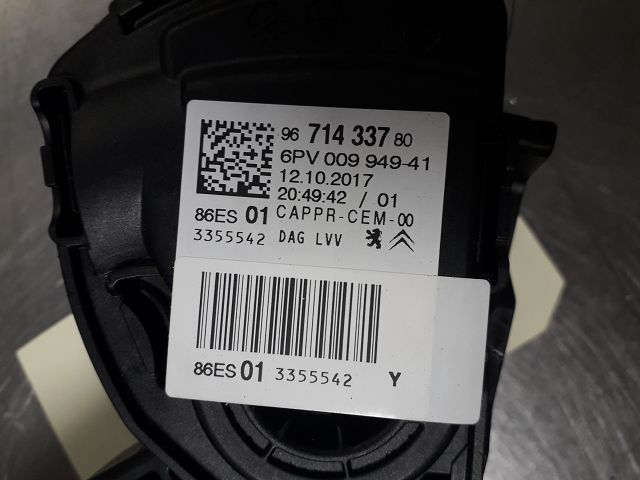 96 714 337 80
6PV 009 949-41
12.10.2017
20:49:42 / 01
86ES 01 CAPPR-CEM-00
3355542 DAG LVV
86ES 01 3355542 Y